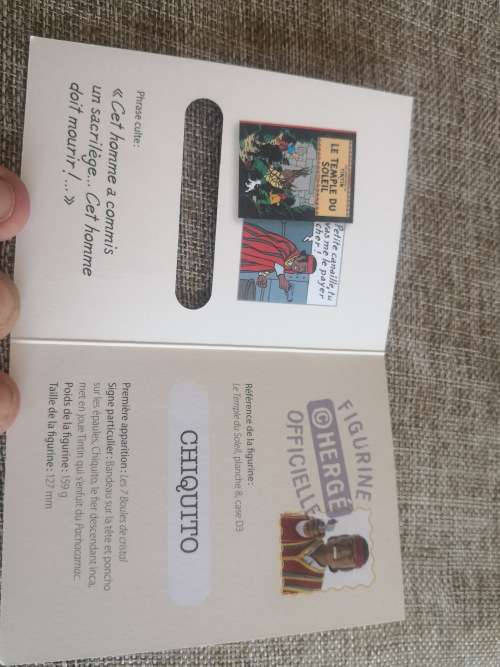 TINTIN
LE TEMPLE DU
SOLEIL
Petite canaille, tu
vas me le payer
cher !
Phrase culte :
« Cet homme a commis
un sacrilège... Cet homme
doit mourir !... »
FIGURINE
© HERGÉ
OFFICIELLE
Référence de la figurine :
Le Temple du Soleil, planche 8, case D3
CHIQUITO
Première apparition : Les 7 Boules de cristal
Signe particulier : Bandeau sur la tête et poncho
sur les épaules, Chiquito, le fier descendant inca,
met en joue Tintin qui s'enfuit du Pachacamac.
Poids de la figurine : 159 g
Taille de la figurine : 127 mm